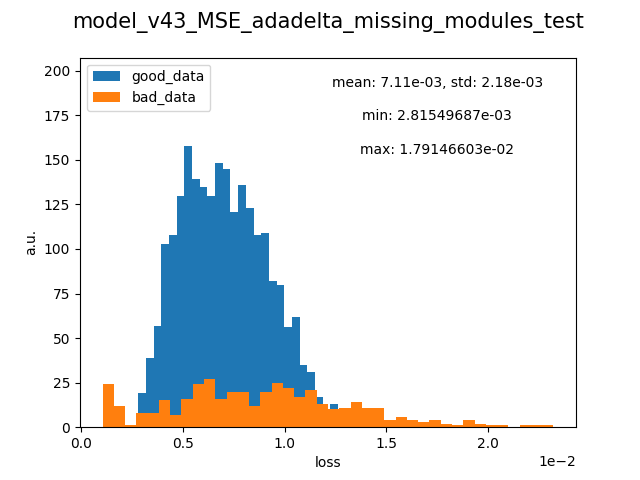 model_v43_MSE_adadelta_missing_modules_test
good_data
bad_data
mean: 7.11e-03, std: 2.18e-03
min: 2.81549687e-03
max: 1.79146603e-02
200
175
150
125
100
75
50
25
0
a.u.
0.0
0.5
1.0
1.5
2.0
loss
1e−2